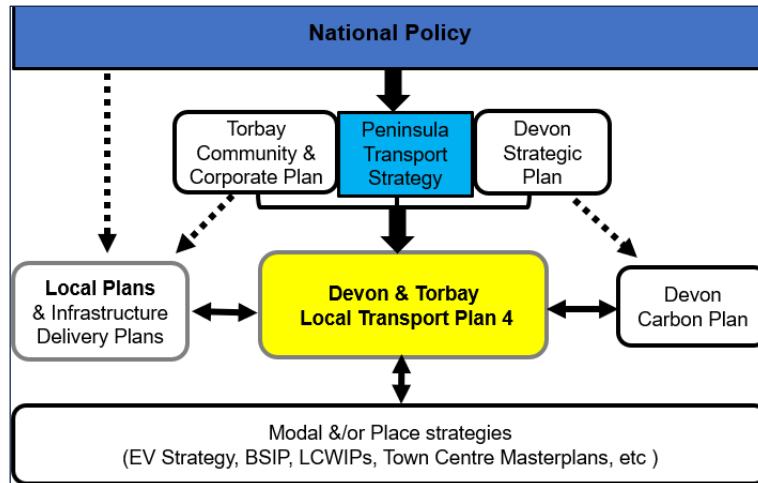 National Policy
Torbay
Community &
Corporate Plan
Peninsula
Transport
Strategy
Devon
Strategic
Plan
Local Plans
& Infrastructure
Delivery Plans
Devon & Torbay
Local Transport Plan 4
Devon
Carbon Plan
Modal &/or Place strategies
(EV Strategy, BSIP, LCWIPs, Town Centre Masterplans, etc )